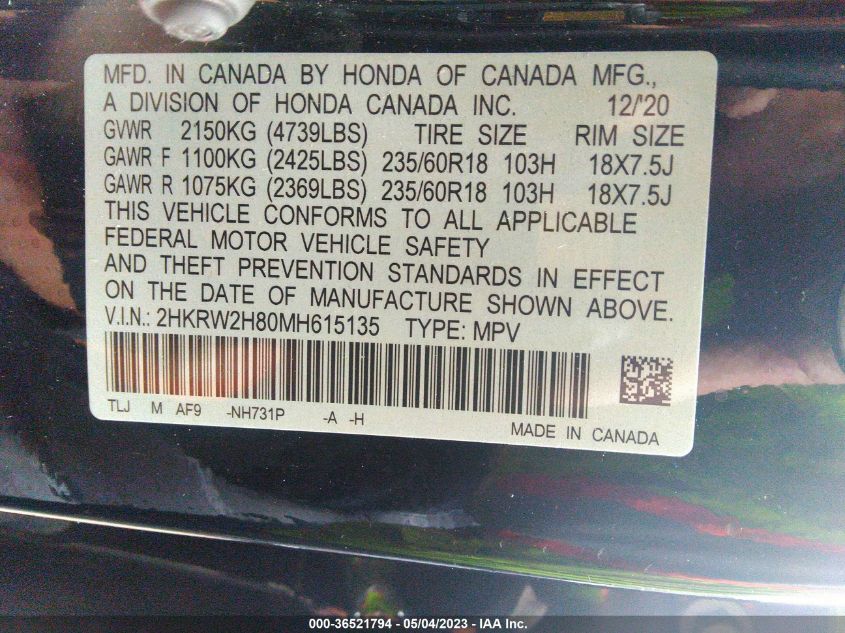 MFD. IN CANADA BY HONDA OF CANADA MFG.,
A DIVISION OF HONDA CANADA INC. 12/'20
GVWR 2150KG (4739LBS) TIRE SIZE RIM SIZE
GAWR F 1100KG (2425LBS) 235/60R18 103H 18X7.5J
GAWR R 1075KG (2369LBS) 235/60R18 103H 18X7.5J
THIS VEHICLE CONFORMS TO ALL APPLICABLE
FEDERAL MOTOR VEHICLE SAFETY
AND THEFT PREVENTION STANDARDS IN EFFECT
ON THE DATE OF MANUFACTURE SHOWN ABOVE.
V.I.N.: 2HKRW2H80MH615135 TYPE: MPV
TLJ M AF9 -NH731P -A -H
MADE IN CANADA
000-36521794 - 05/04/2023 - © IAA Inc.